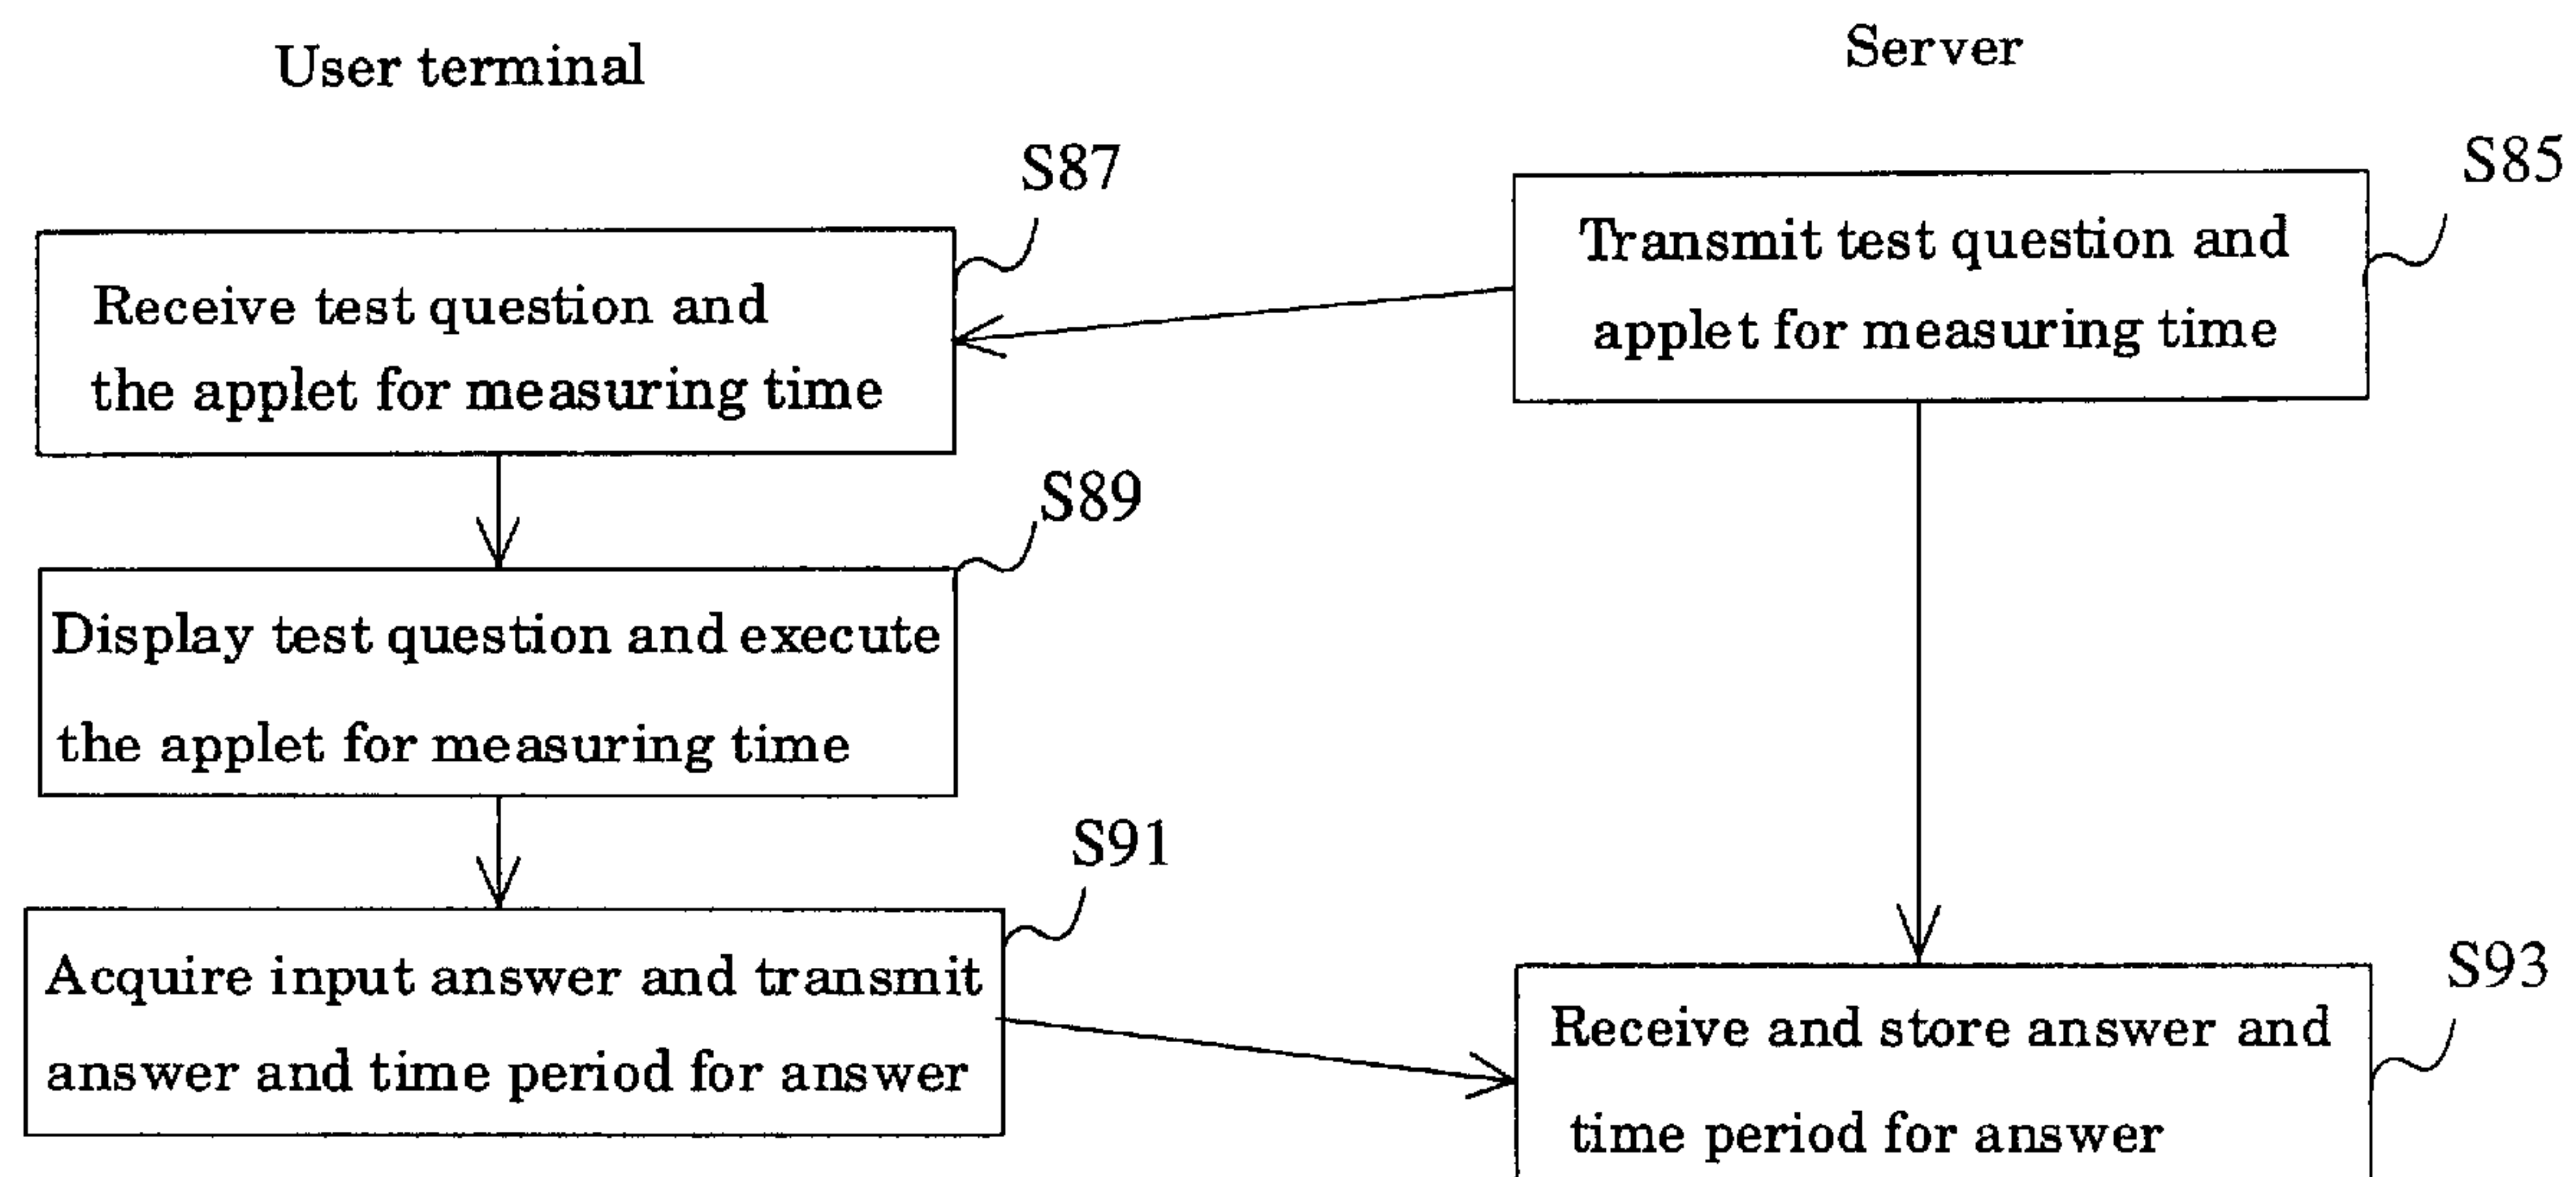 User terminal
Server
S87
S85
Receive test question and
the applet for measuring time
Transmit test question and
applet for measuring time
S89
Display test question and execute
the applet for measuring time
S91
Acquire input answer and transmit
answer and time period for answer
S93
Receive and store answer and
time period for answer